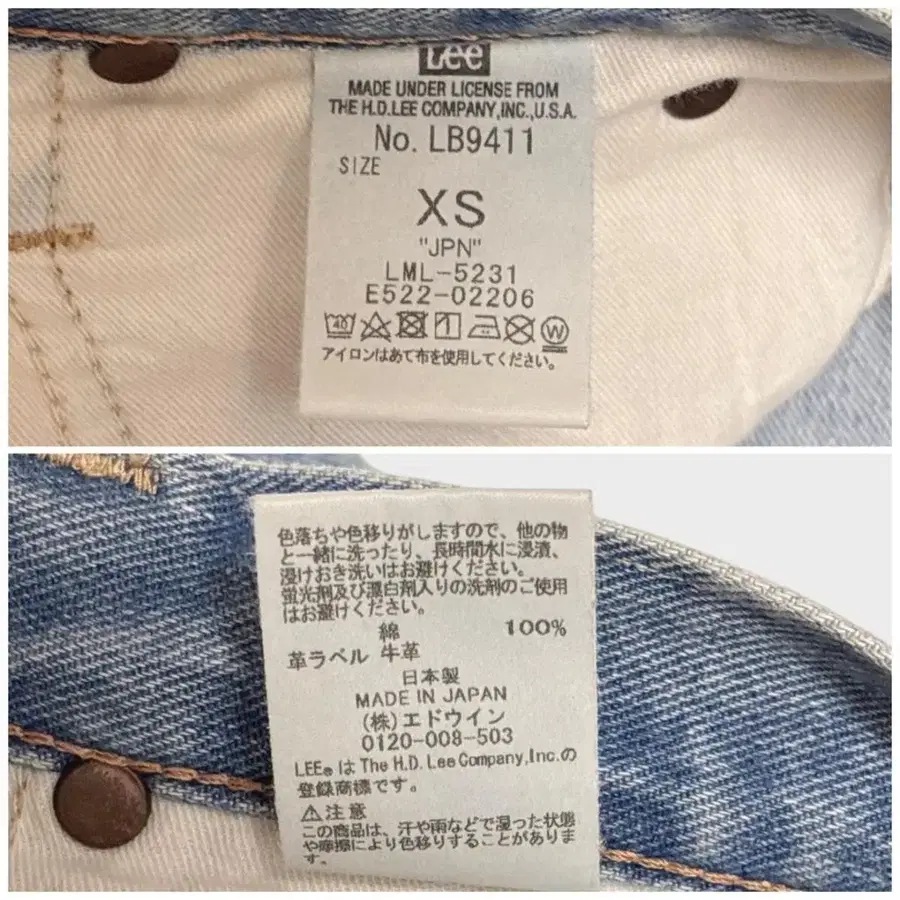 Lee
MADE UNDER LICENSE FROM
THE H.D.LEE COMPANY,INC.,U.S.A.
No. LB9411
SIZE
XS
"JPN"
LML-5231
E522-02206
40 1 W
アイロンはあて布を使用してください。
色落ちや色移りがしますので、他の物
と一緒に洗ったり、長時間水に浸漬、
浸けおき洗いはお避けください。
蛍光剤及び漂白剤入りの洗剤のご使用
はお避けください。
綿 100%
革ラベル 牛革
日本製
MADE IN JAPAN
(株)エドウイン
0120-008-503
LEE®は The H.D. Lee Company,Inc.の
登録商標です。
⚠注意
この商品は、汗や雨などで湿った状態
や摩擦により色移りすることがありま
す。